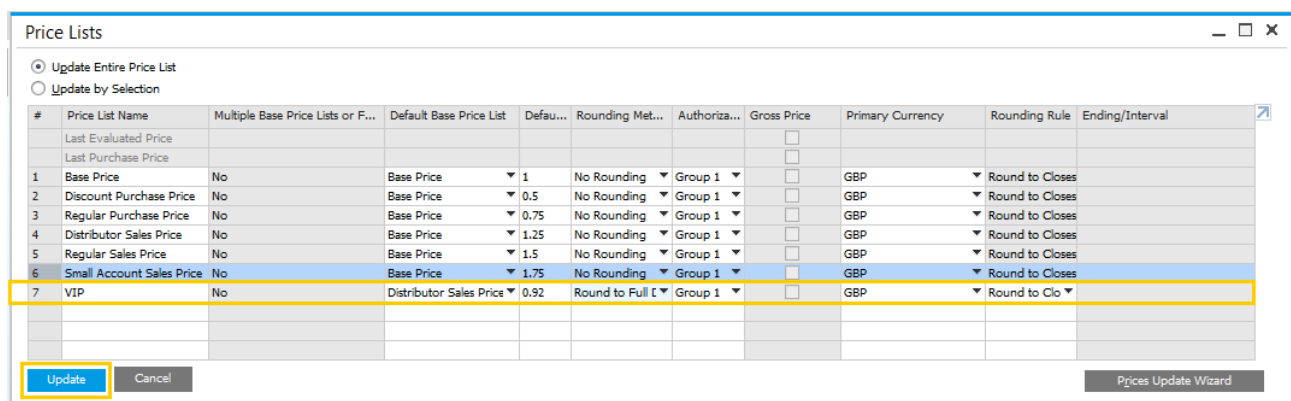 Price Lists
Update Entire Price List
Update by Selection
# Price List Name Multiple Base Price Lists or F... Default Base Price List Defau... Rounding Met... Authoriza... Gross Price Primary Currency Rounding Rule Ending/Interval
Last Evaluated Price
Last Purchase Price
1 Base Price No Base Price 1 No Rounding Group 1 GBP Round to Closes
2 Discount Purchase Price No Base Price 0.5 No Rounding Group 1 GBP Round to Closes
3 Regular Purchase Price No Base Price 0.75 No Rounding Group 1 GBP Round to Closes
4 Distributor Sales Price No Base Price 1.25 No Rounding Group 1 GBP Round to Closes
5 Regular Sales Price No Base Price 1.5 No Rounding Group 1 GBP Round to Closes
6 Small Account Sales Price No Base Price 1.75 No Rounding Group 1 GBP Round to Closes
7 VIP No Distributor Sales Price 0.92 Round to Full D Group 1 GBP Round to Clo
Update Cancel Prices Update Wizard